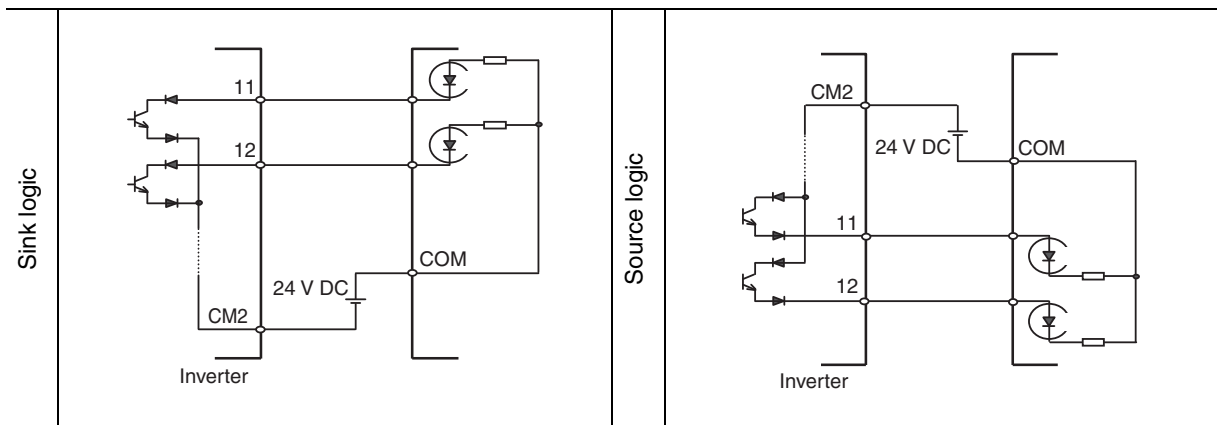 Sink logic
11
12
COM
24 V DC
CM2
Inverter
Source logic
CM2
24 V DC
COM
11
12
Inverter